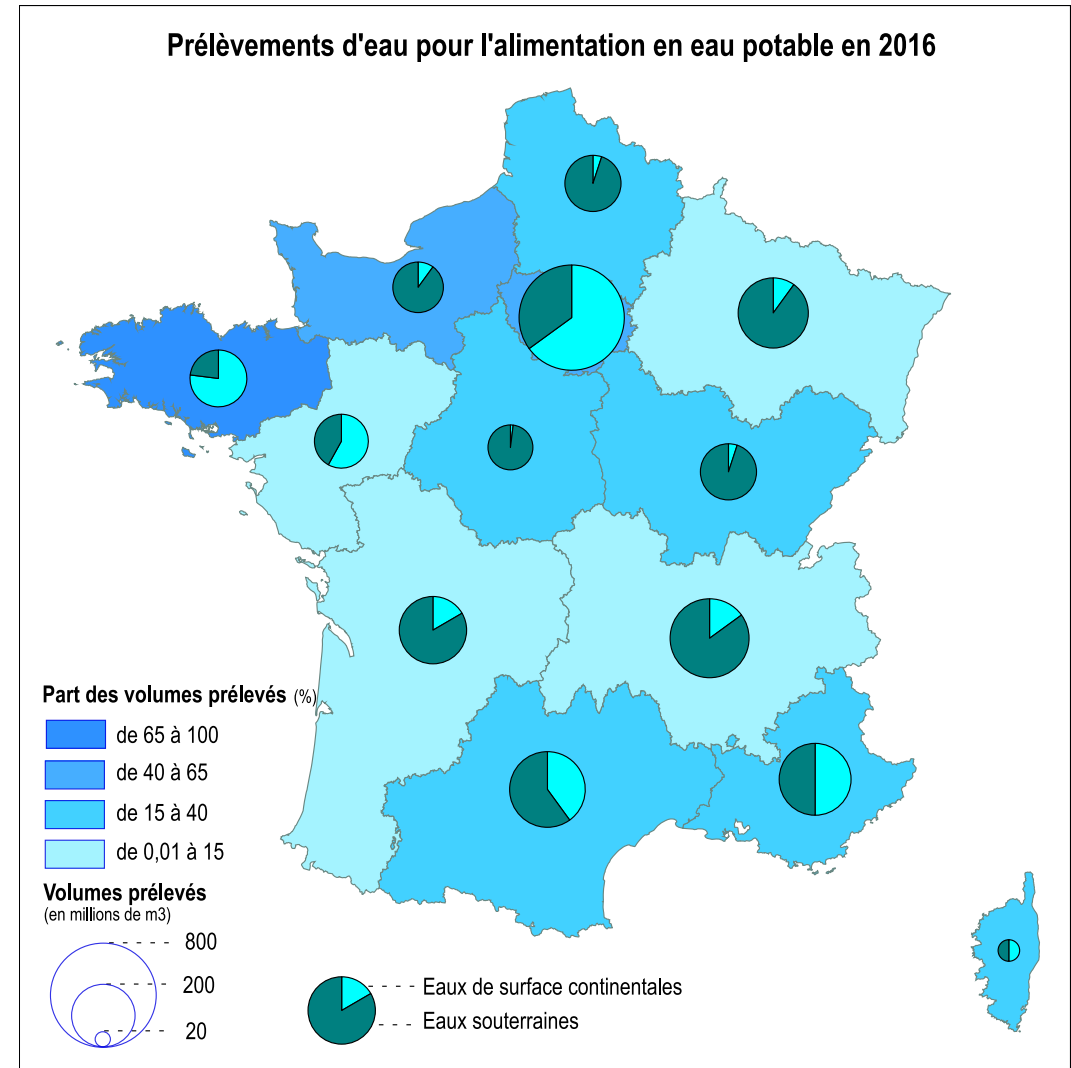 Prélèvements d'eau pour l'alimentation en eau potable en 2016
Part des volumes prélevés (%)
de 65 à 100
de 40 à 65
de 15 à 40
de 0,01 à 15
Volumes prélevés
(en millions de m3)
800
200
20
Eaux de surface continentales
Eaux souterraines